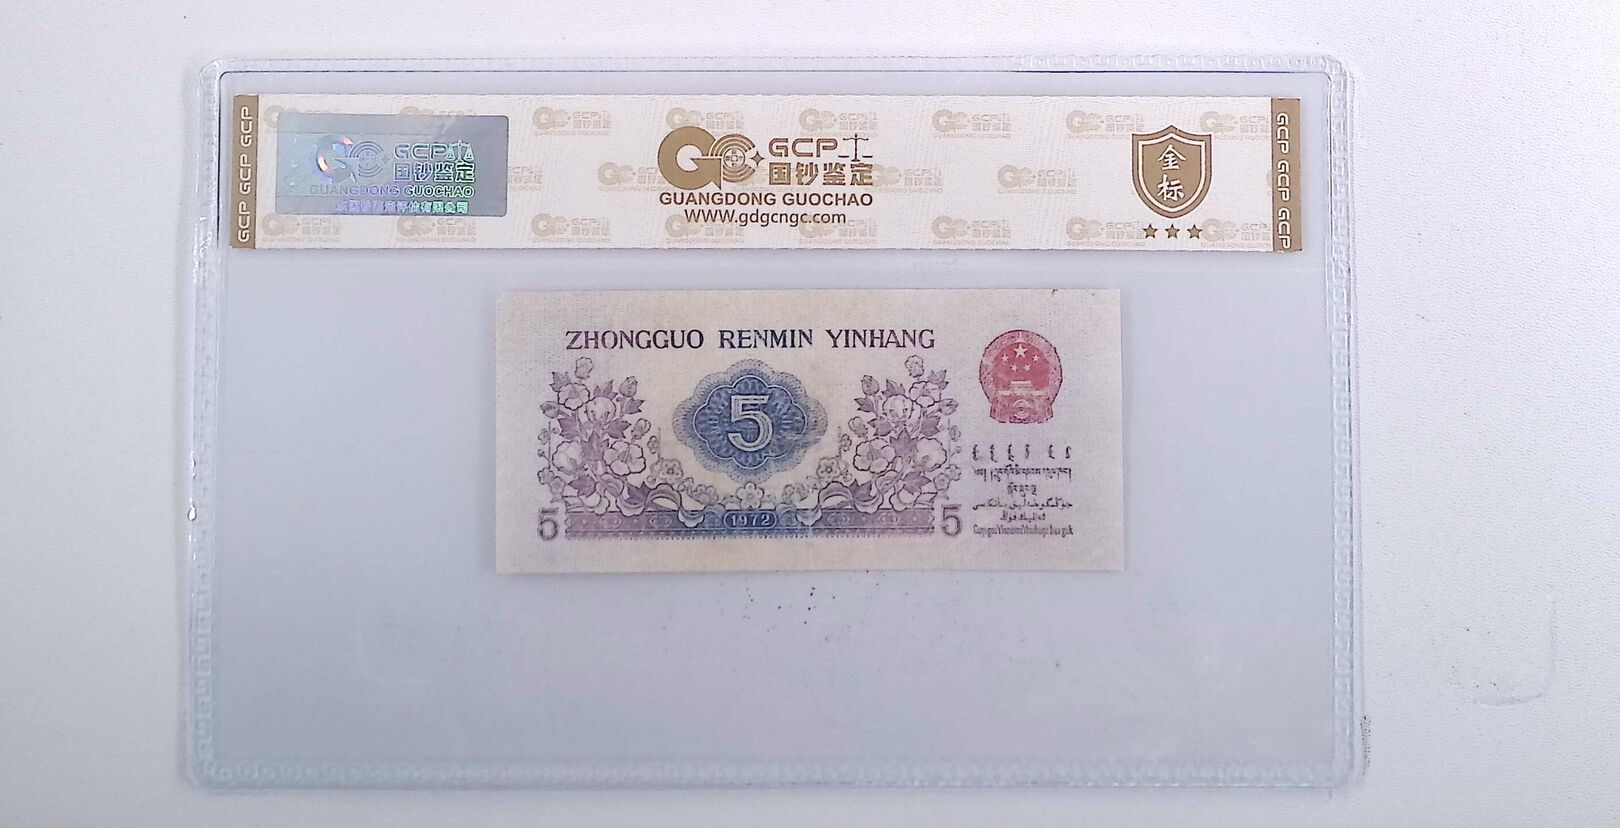 GCP GCP GCP
GCP
国钞鉴定
GUANGDONG GUOCHAO
GCP
国钞鉴定
GUANGDONG GUOCHAO
www.gdgcngc.com
金
标
GCP GCP GCP
ZHONGGUO RENMIN YINHANG
5
5
1972
5